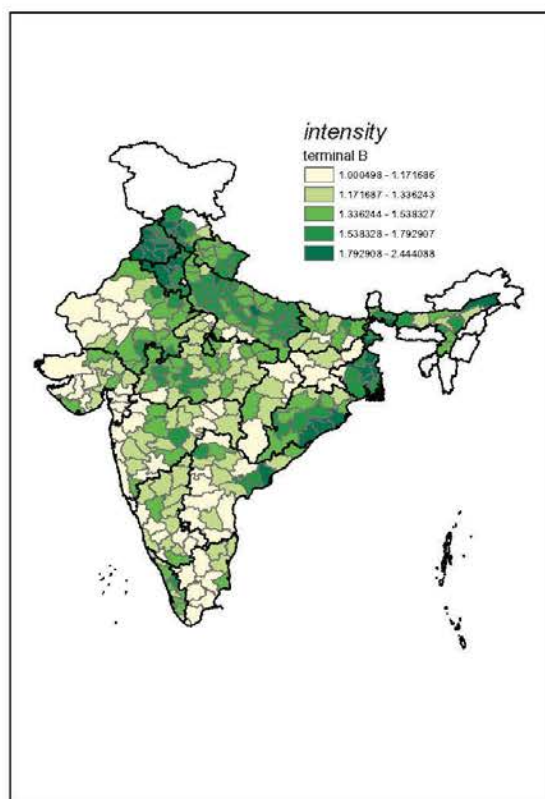 intensity
terminal B
1.000498 - 1.171686
1.171687 - 1.336243
1.336244 - 1.538327
1.538328 - 1.792907
1.792908 - 2.444088